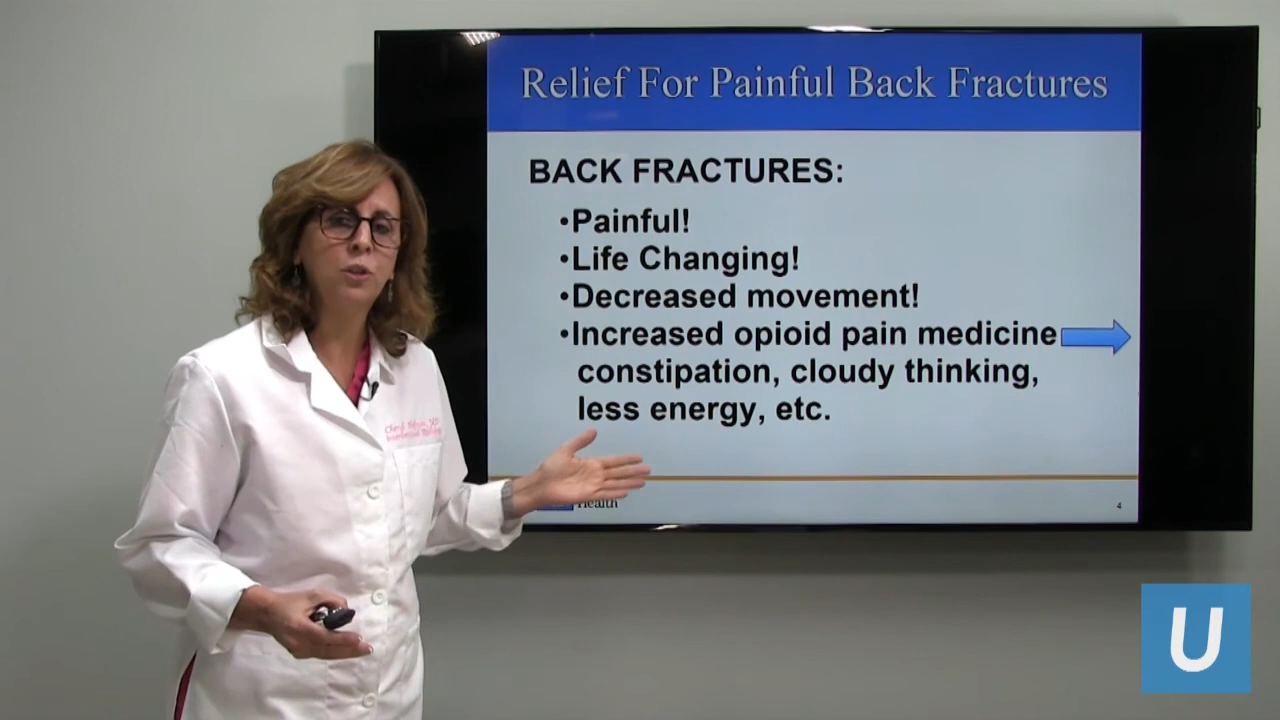 Relief For Painful Back Fractures
BACK FRACTURES:
•Painful!
•Life Changing!
•Decreased movement!
•Increased opioid pain medicine
constipation, cloudy thinking,
less energy, etc.
Health
4
U